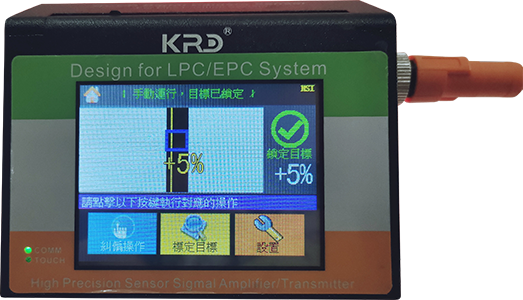 KRD®
Design for LPC/EPC System
手動運行，目標已鎖定
+5%
鎖定目標
+5%
請點擊以下按鍵執行對應的操作
糾偏操作
標定目標
設置
COMM
TOUCH
High Precision Sensor Sigmal Amplifier/Transmitter